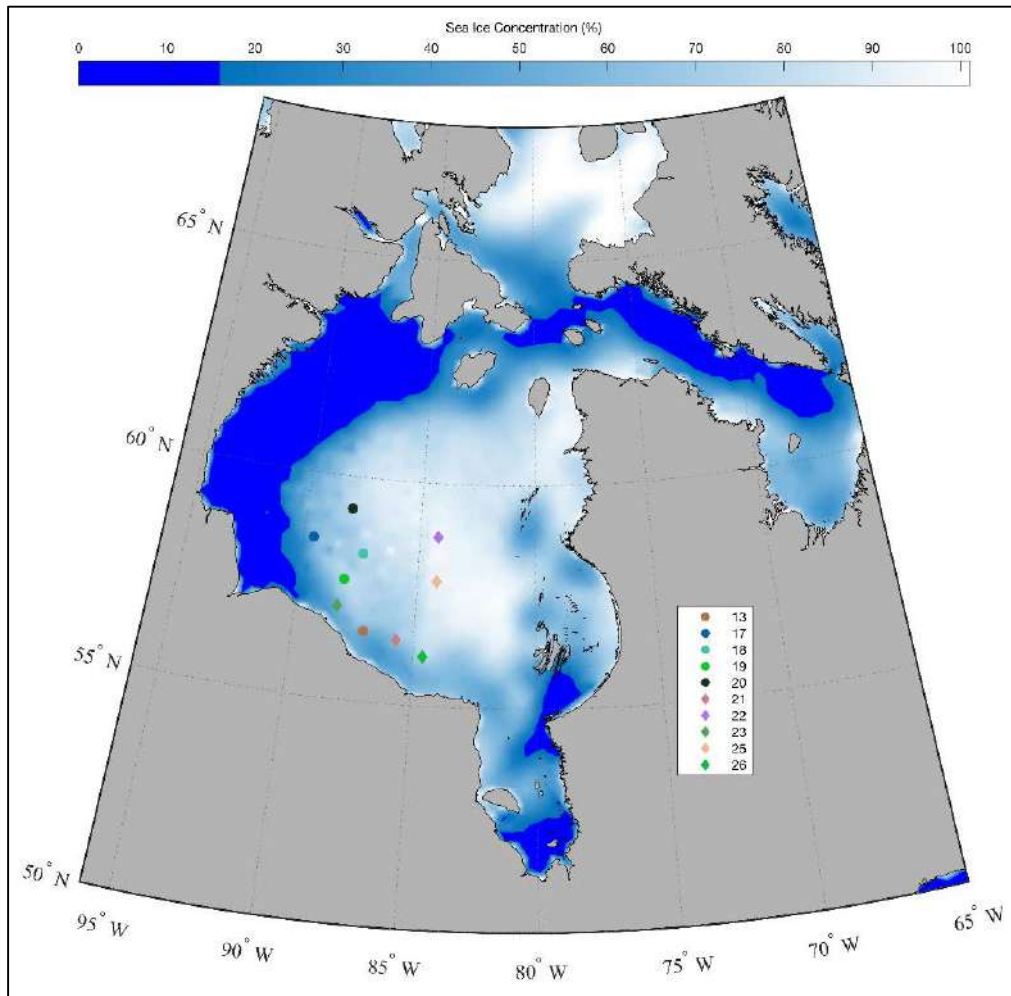 Sea Ice Concentration (%)
0 10 20 30 40 50 60 70 80 90 100
65° N
60° N
55° N
50° N
95° W
90° W
85° W
80° W
75° W
70° W
65° W
13
17
18
19
20
21
22
23
25
26